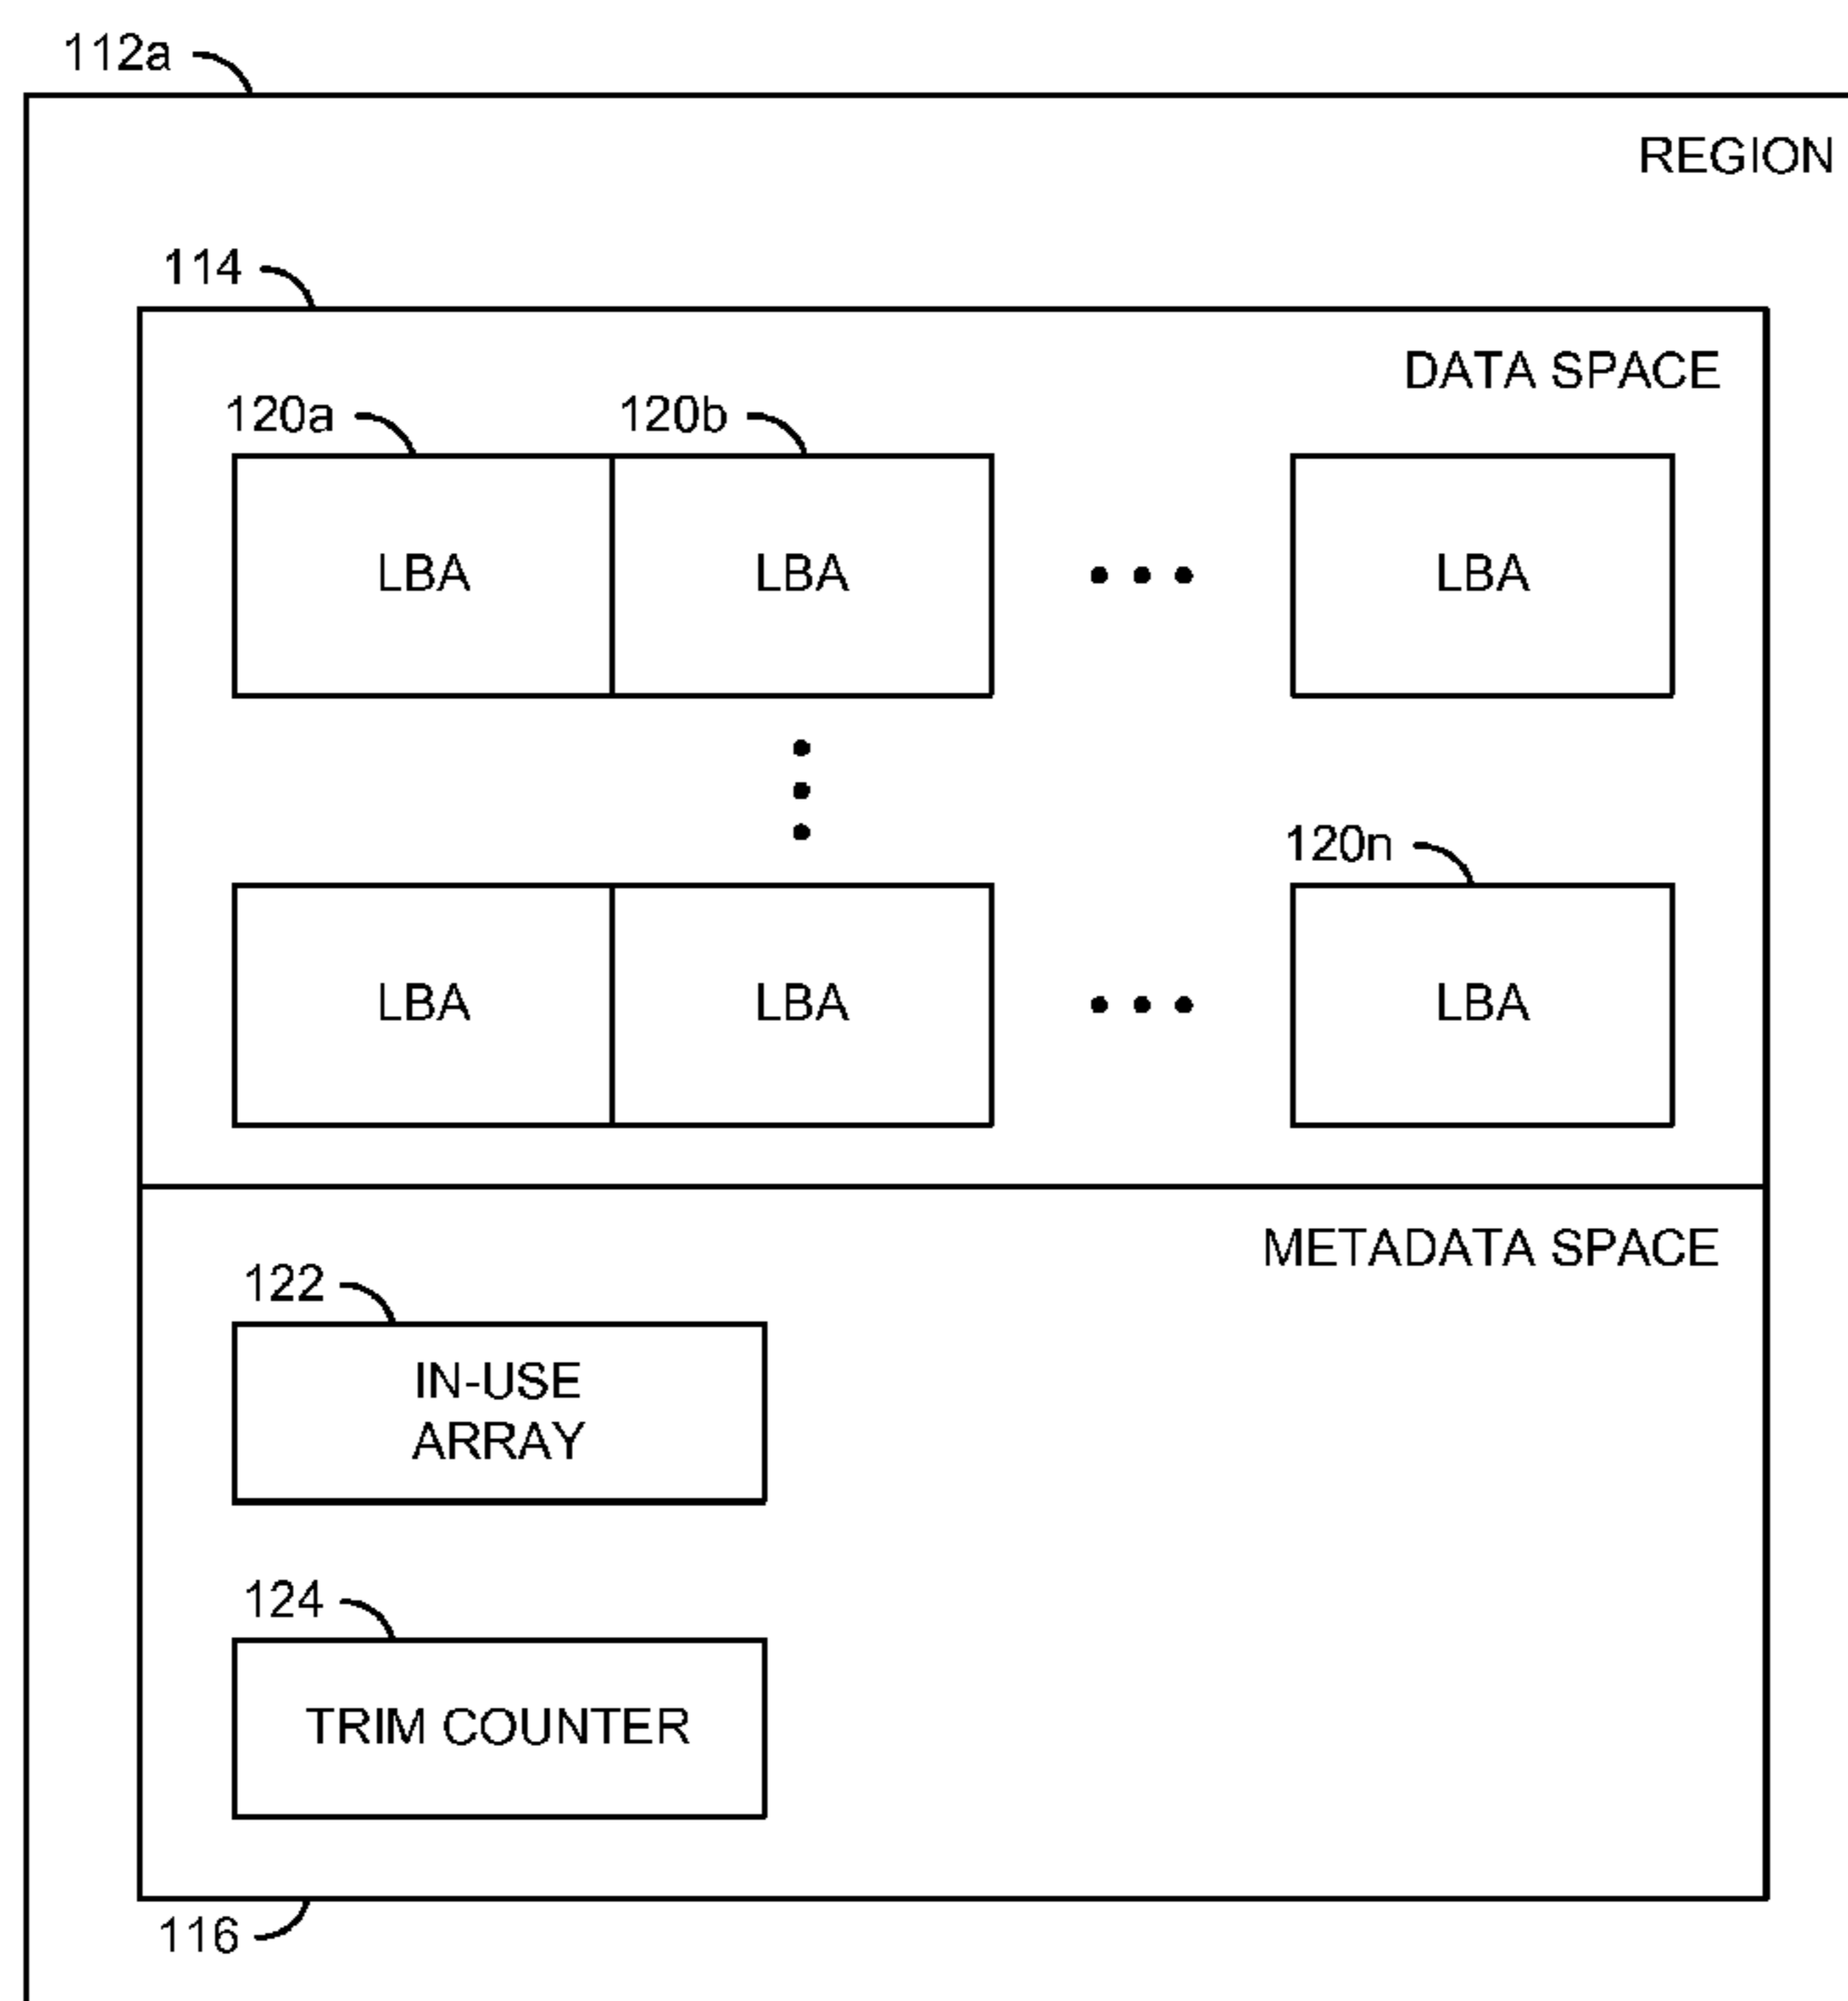 112a
REGION
114
DATA SPACE
120a
120b
LBA
LBA
LBA
120n
LBA
LBA
LBA
METADATA SPACE
122
IN-USE
ARRAY
124
TRIM COUNTER
116